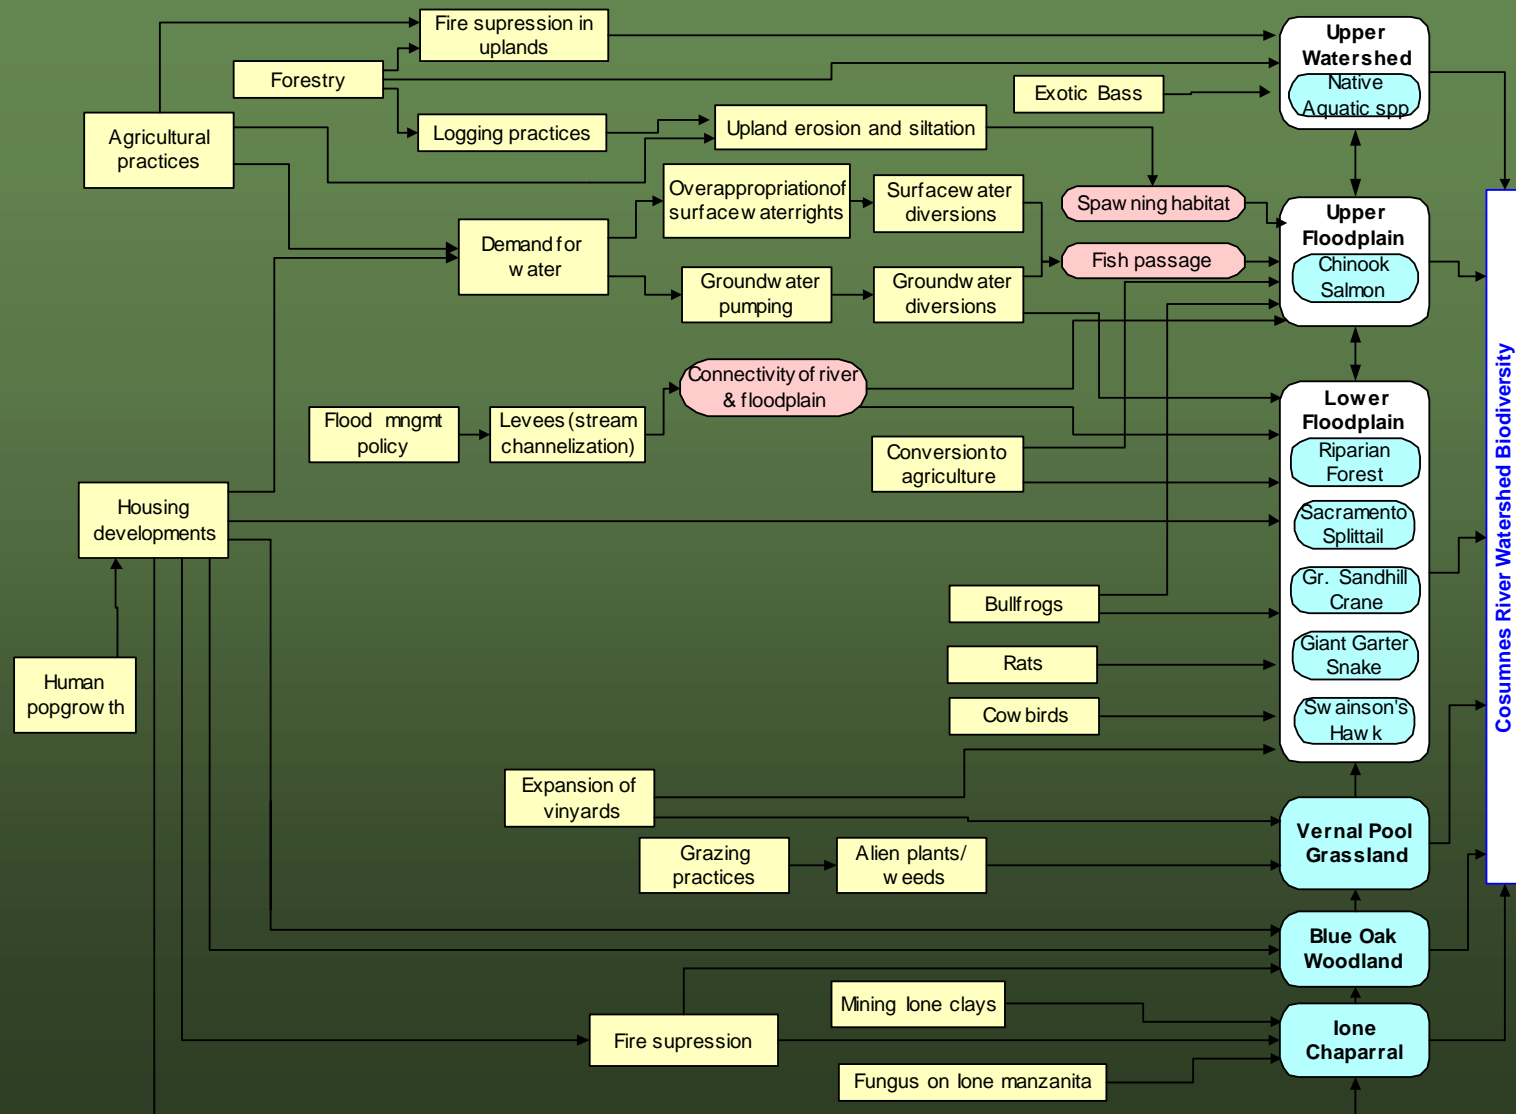 Fire supression in
uplands
Forestry
Agricultural
practices
Logging practices
Upland erosion and siltation
Exotic Bass
Upper
Watershed
Native
Aquatic spp
Overappropriationof
surfacewaterrights
Surfacewater
diversions
Spawning habitat
Demand for
water
Fish passage
Groundwater
pumping
Groundwater
diversions
Upper
Floodplain
Chinook
Salmon
Connectivity of river
& floodplain
Flood mngmt
policy
Levees (stream
channelization)
Conversion to
agriculture
Lower
Floodplain
Riparian
Forest
Sacramento
Splittail
Gr. Sandhill
Crane
Giant Garter
Snake
Swainson's
Hawk
Cosumnes River Watershed Biodiversity
Housing
developments
Bullfrogs
Rats
Cowbirds
Human
popgrowth
Expansion of
vinyards
Grazing
practices
Alien plants/
weeds
Vernal Pool
Grassland
Blue Oak
Woodland
Mining Ione clays
Fire supression
Fungus on Ione manzanita
Ione
Chaparral